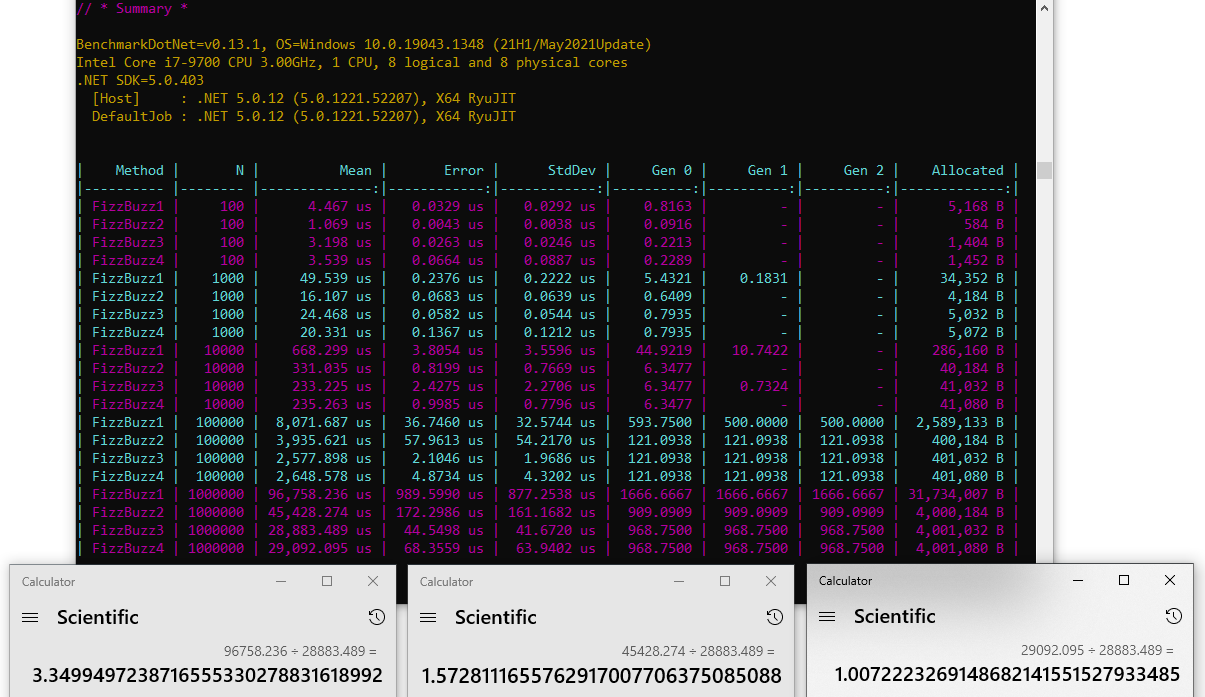 // * Summary *
BenchmarkDotNet=v0.13.1, OS=Windows 10.0.19043.1348 (21H1/May2021Update)
Intel Core i7-9700 CPU 3.00GHz, 1 CPU, 8 logical and 8 physical cores
.NET SDK=5.0.403
[Host]     : .NET 5.0.12 (5.0.1221.52207), X64 RyuJIT
DefaultJob : .NET 5.0.12 (5.0.1221.52207), X64 RyuJIT
|    Method |       N |          Mean |       Error |      StdDev |     Gen 0 |     Gen 1 |     Gen 2 |    Allocated |
|---------- |-------- |--------------:|------------:|------------:|----------:|----------:|----------:|-------------:|
| FizzBuzz1 |     100 |      4.467 us |   0.0329 us |   0.0292 us |    0.8163 |         - |         - |      5,168 B |
| FizzBuzz2 |     100 |      1.069 us |   0.0043 us |   0.0038 us |    0.0916 |         - |         - |        584 B |
| FizzBuzz3 |     100 |      3.198 us |   0.0263 us |   0.0246 us |    0.2213 |         - |         - |      1,404 B |
| FizzBuzz4 |     100 |      3.539 us |   0.0664 us |   0.0887 us |    0.2289 |         - |         - |      1,452 B |
| FizzBuzz1 |    1000 |     49.539 us |   0.2376 us |   0.2222 us |    5.4321 |    0.1831 |         - |     34,352 B |
| FizzBuzz2 |    1000 |     16.107 us |   0.0683 us |   0.0639 us |    0.6409 |         - |         - |      4,184 B |
| FizzBuzz3 |    1000 |     24.468 us |   0.0582 us |   0.0544 us |    0.7935 |         - |         - |      5,032 B |
| FizzBuzz4 |    1000 |     20.331 us |   0.1367 us |   0.1212 us |    0.7935 |         - |         - |      5,072 B |
| FizzBuzz1 |   10000 |    668.299 us |   3.8054 us |   3.5596 us |   44.9219 |   10.7422 |         - |    286,160 B |
| FizzBuzz2 |   10000 |    331.035 us |   0.8199 us |   0.7669 us |    6.3477 |         - |         - |     40,184 B |
| FizzBuzz3 |   10000 |    233.225 us |   2.4275 us |   2.2706 us |    6.3477 |    0.7324 |         - |     41,032 B |
| FizzBuzz4 |   10000 |    235.263 us |   0.9985 us |   0.7796 us |    6.3477 |         - |         - |     41,080 B |
| FizzBuzz1 |  100000 |  8,071.687 us |  36.7460 us |  32.5744 us |  593.7500 |  500.0000 |  500.0000 |  2,589,133 B |
| FizzBuzz2 |  100000 |  3,935.621 us |  57.9613 us |  54.2170 us |  121.0938 |  121.0938 |  121.0938 |    400,184 B |
| FizzBuzz3 |  100000 |  2,577.898 us |   2.1046 us |   1.9686 us |  121.0938 |  121.0938 |  121.0938 |    401,032 B |
| FizzBuzz4 |  100000 |  2,648.578 us |   4.8734 us |   4.3202 us |  121.0938 |  121.0938 |  121.0938 |    401,080 B |
| FizzBuzz1 | 1000000 | 96,758.236 us | 989.5990 us | 877.2538 us | 1666.6667 | 1666.6667 | 1666.6667 | 31,734,007 B |
| FizzBuzz2 | 1000000 | 45,428.274 us | 172.2986 us | 161.1682 us |  909.0909 |  909.0909 |  909.0909 |  4,000,184 B |
| FizzBuzz3 | 1000000 | 28,883.489 us |  44.5498 us |  41.6720 us |  968.7500 |  968.7500 |  968.7500 |  4,001,032 B |
| FizzBuzz4 | 1000000 | 29,092.095 us |  68.3559 us |  63.9402 us |  968.7500 |  968.7500 |  968.7500 |  4,001,080 B |
Calculator
Scientific
96758.236 ÷ 28883.489 =
3.3499497238716555330278831618992
Calculator
Scientific
45428.274 ÷ 28883.489 =
1.5728111655762917007706375085088
Calculator
Scientific
29092.095 ÷ 28883.489 =
1.0072223269148682141551527933485